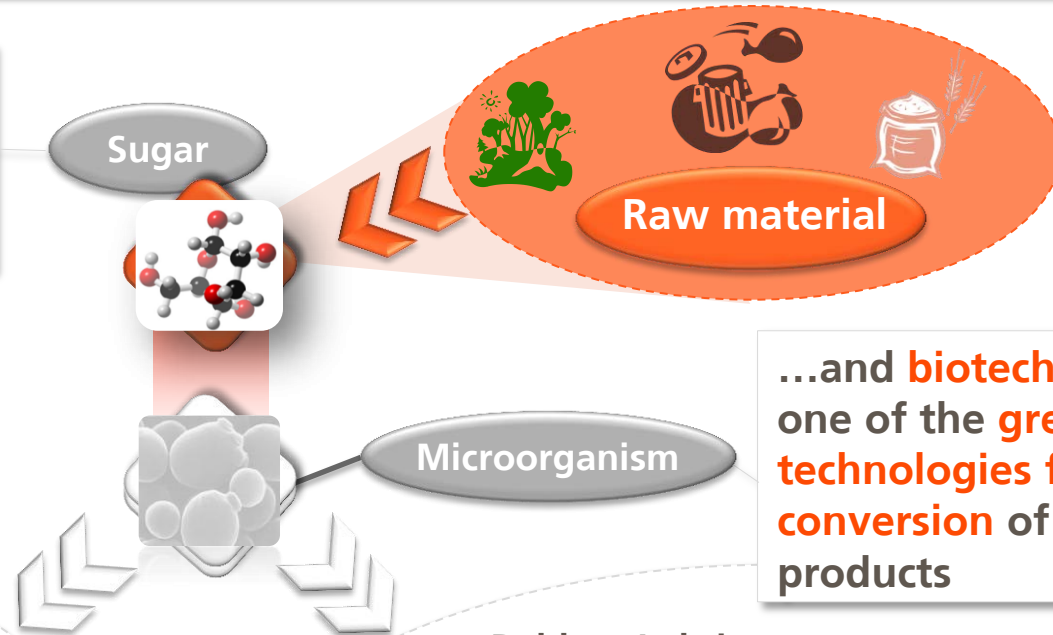 Sugar
Raw material
…and biotech
one of the gre
technologies f
conversion of
products
Microorganism